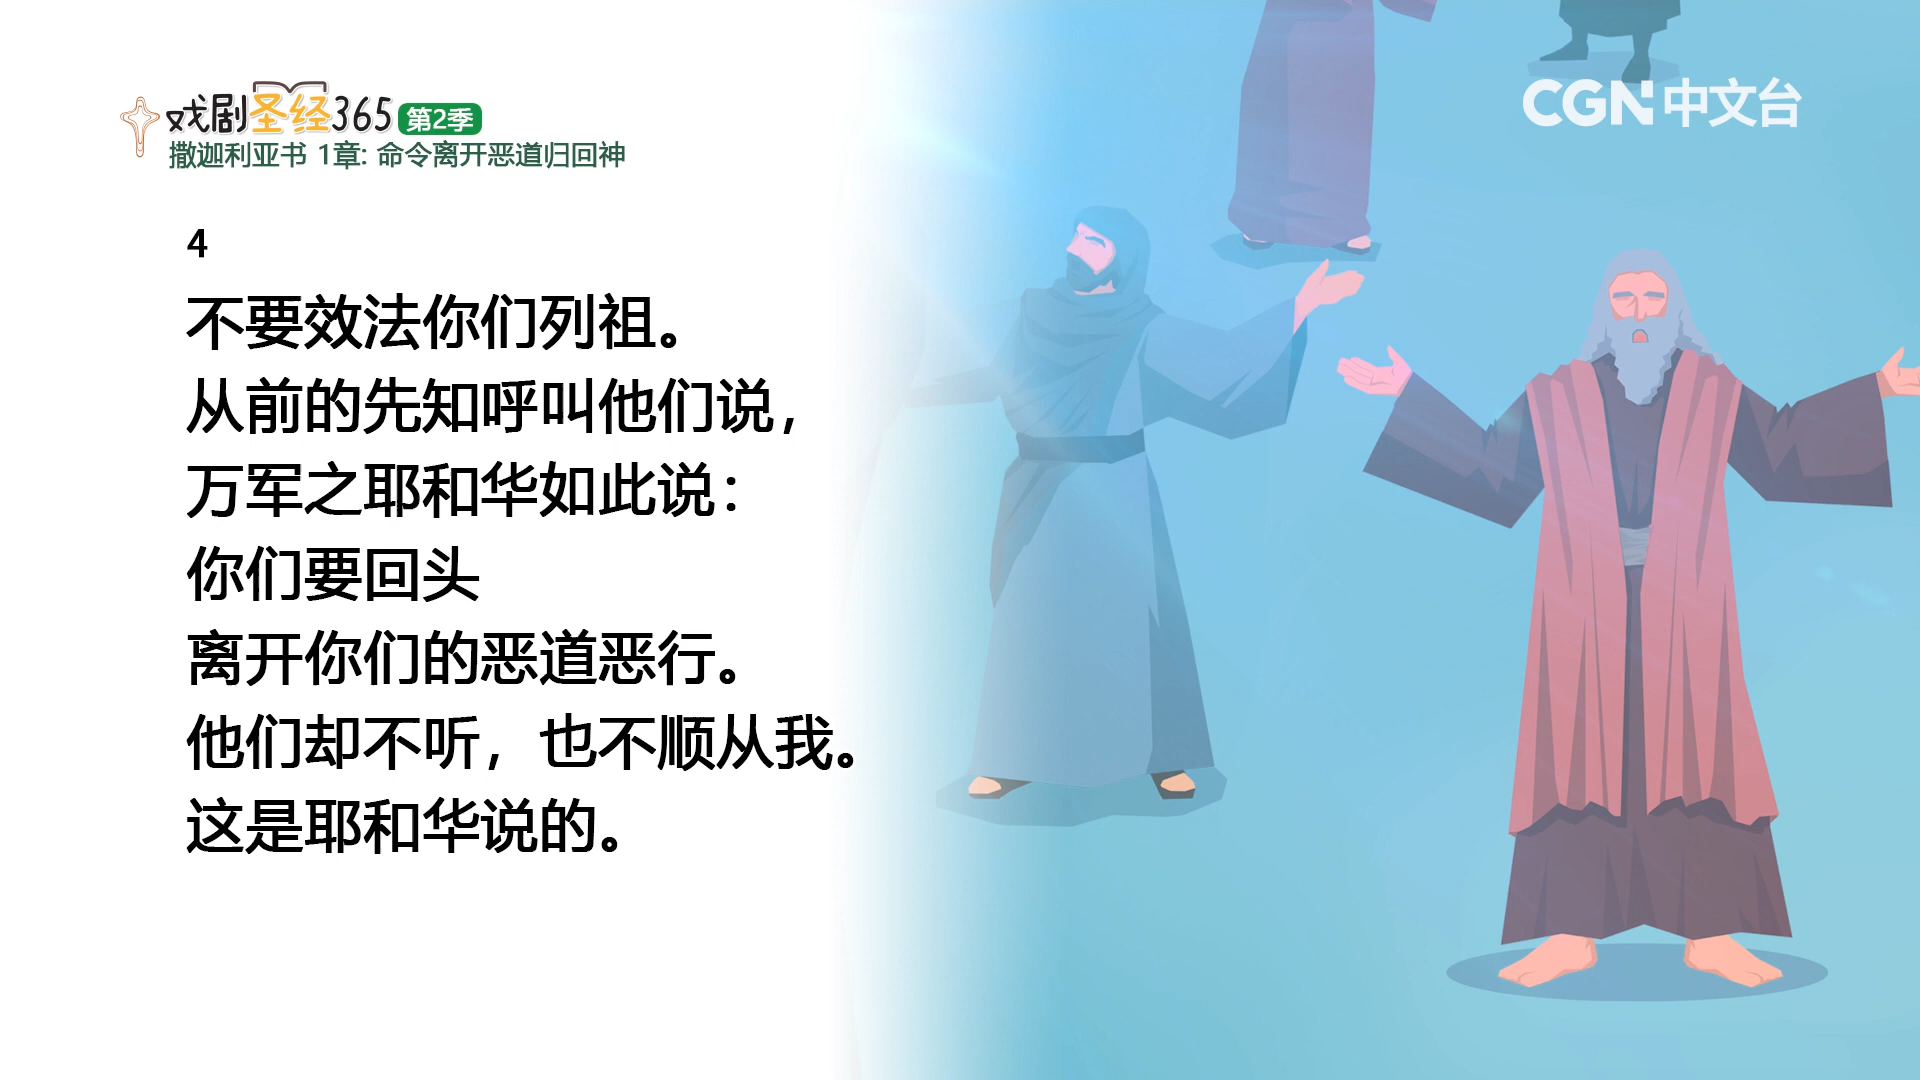 戏剧圣经365 第2季
撒迦利亚书 1章: 命令离开恶道归回神
CGN 中文台
4
不要效法你们列祖。
从前的先知呼叫他们说，
万军之耶和华如此说：
你们要回头
离开你们的恶道恶行。
他们却不听，也不顺从我。
这是耶和华说的。